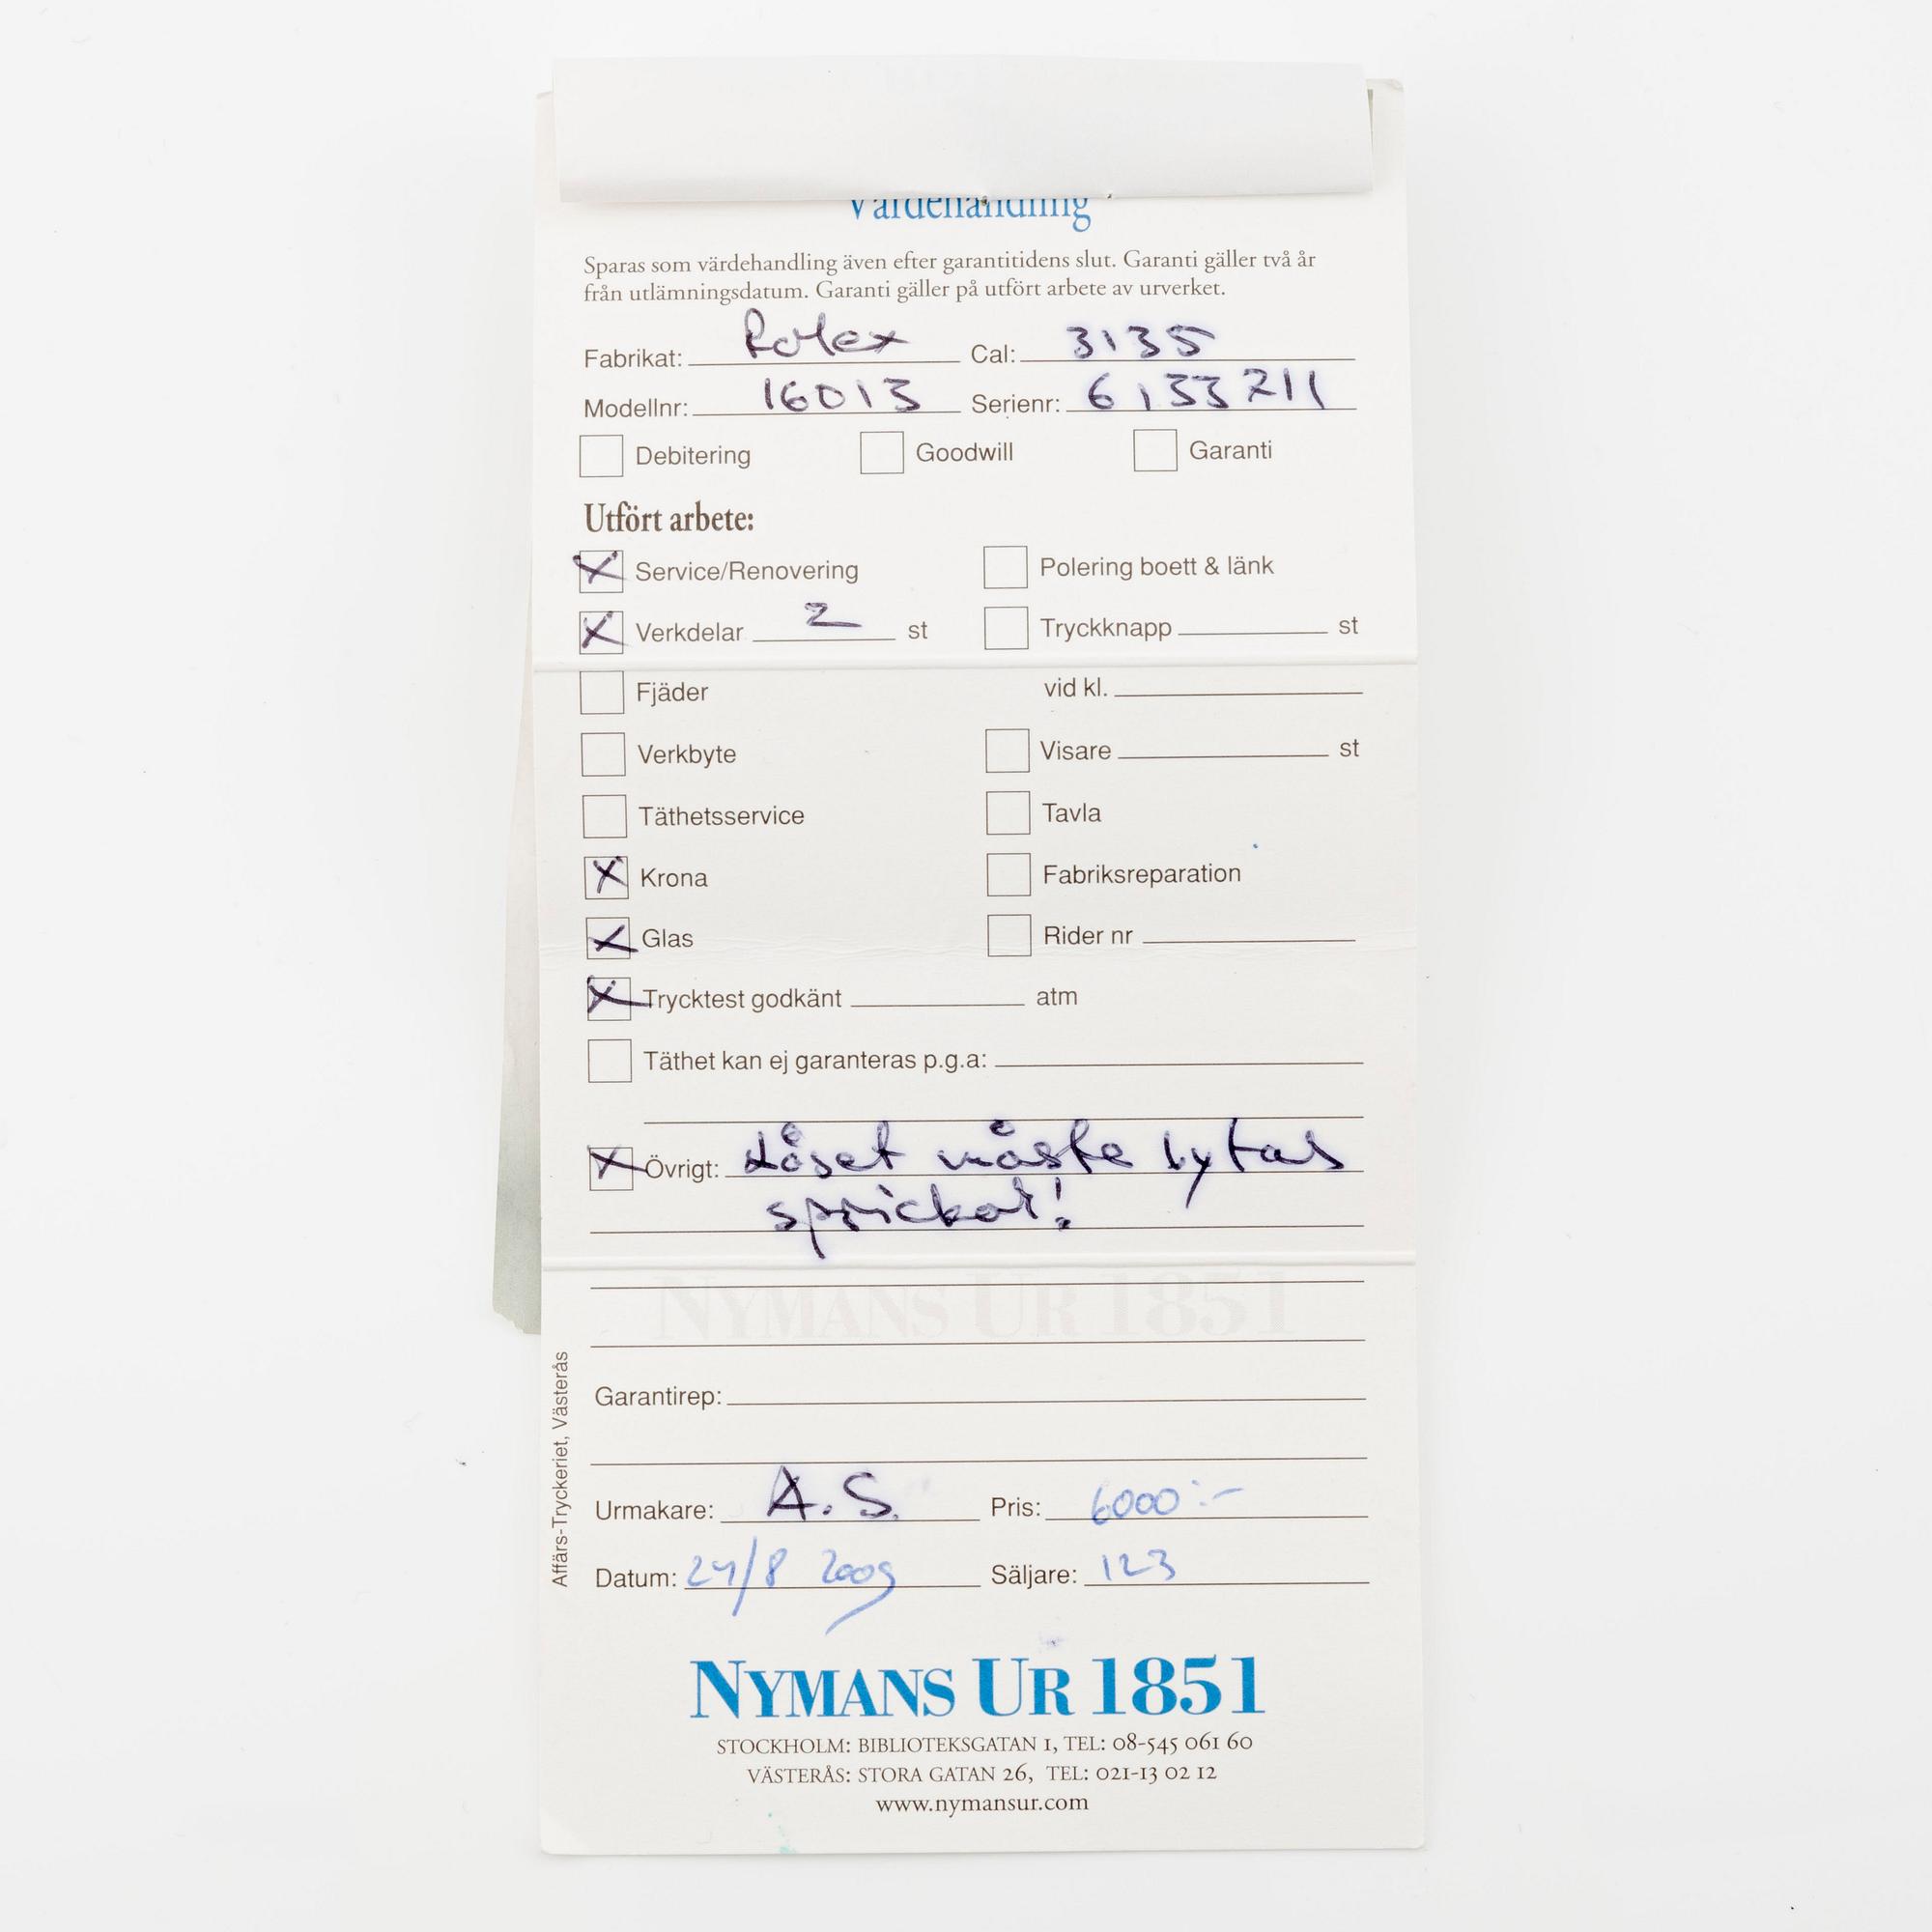 Värdehandling
Sparas som värdehandling även efter garantitidens slut. Garanti gäller två år
från utlämningsdatum. Garanti gäller på utfört arbete av urverket.
Fabrikat: Rolex Cal: 3135
Modellnr: 16013 Serienr: 6133711
Debitering Goodwill Garanti
Utfört arbete:
X Service/Renovering Polering boett & länk
X Verkdelar 2 st Tryckknapp st
Fjäder vid kl.
Verkbyte Visare st
Täthetsservice Tavla
X Krona Fabriksreparation
X Glas Rider nr
X Trycktest godkänt atm
Täthet kan ej garanteras p.g.a:
X Övrigt: Låset måste bytas
sprickor!
NYMANS UR 1851
Garantirep:
Urmakare: A.S. Pris: 6000:-
Datum: 24/8 2009 Säljare: 123
Affärs-Tryckeriet, Västerås
NYMANS UR 1851
STOCKHOLM: BIBLIOTEKSGATAN 1, TEL: 08-545 061 60
VÄSTERÅS: STORA GATAN 26, TEL: 021-13 02 12
www.nymansur.com